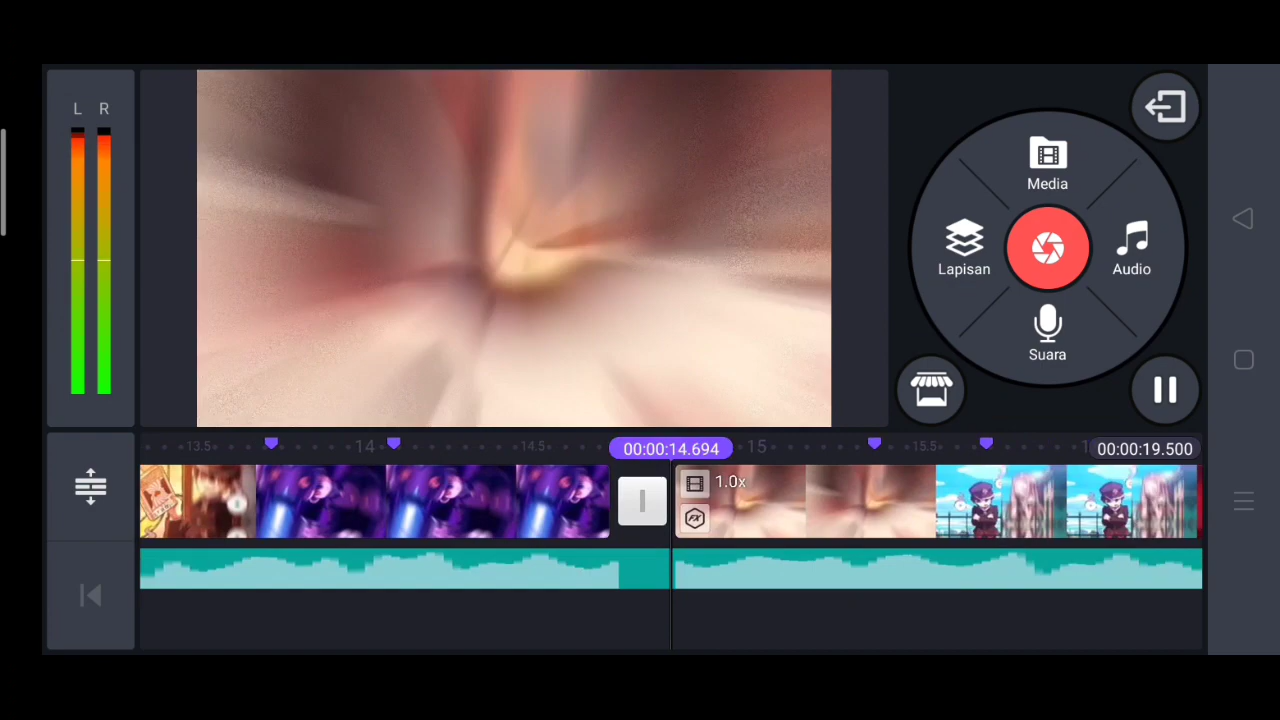 L R
Media
Lapisan
Audio
Suara
13.5
14
14.5
00:00:14.694
15
15.5
00:00:19.500
1.0x
FX